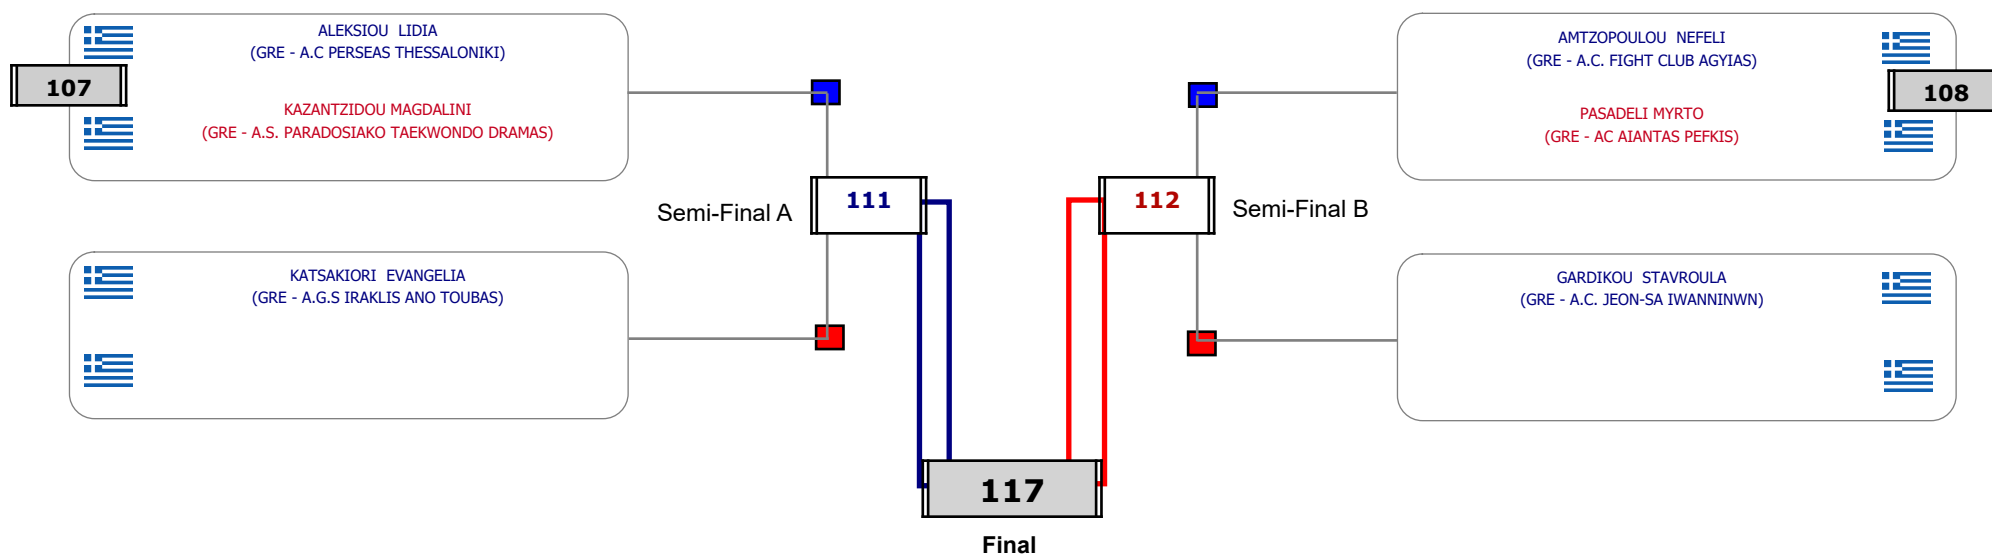 ALEKSIOU LIDIA
(GRE - A.C PERSEAS THESSALONIKI)
107
KAZANTZIDOU MAGDALINI
(GRE - A.S. PARADOSIAKO TAEKWONDO DRAMAS)
AMTZOPOULOU NEFELI
(GRE - A.C. FIGHT CLUB AGYIAS)
108
PASADELI MYRTO
(GRE - AC AIANTAS PEFKIS)
Semi-Final A
111
112
Semi-Final B
KATSAKIORI EVANGELIA
(GRE - A.G.S IRAKLIS ANO TOUBAS)
GARDIKOU STAVROULA
(GRE - A.C. JEON-SA IWANNINWN)
117
Final